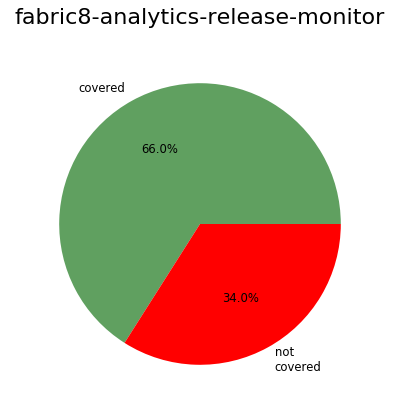 fabric8-analytics-release-monitor
covered
66.0%
34.0%
not
covered